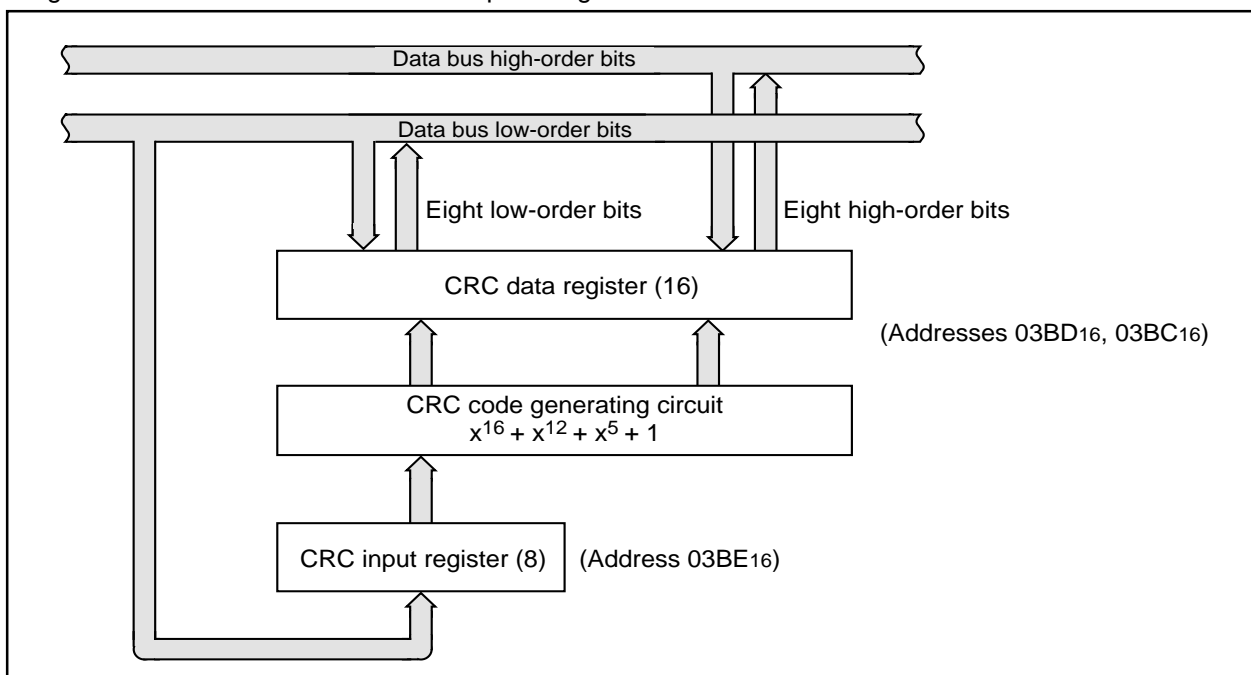 Data bus high-order bits
Data bus low-order bits
Eight low-order bits
Eight high-order bits
CRC data register (16)
(Addresses 03BD16, 03BC16)
CRC code generating circuit
x16 + x12 + x5 + 1
CRC input register (8)
(Address 03BE16)